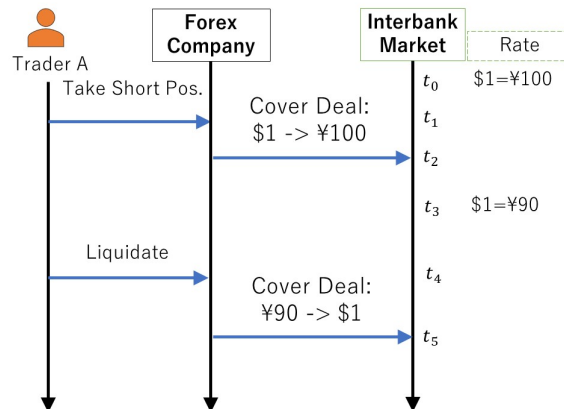 Trader A
Forex
Company
Interbank
Market
Rate
t₀ $1=¥100
Take Short Pos.
Cover Deal:
$1 -> ¥100
t₁
t₂
t₃ $1=¥90
Liquidate
t₄
Cover Deal:
¥90 -> $1
t₅